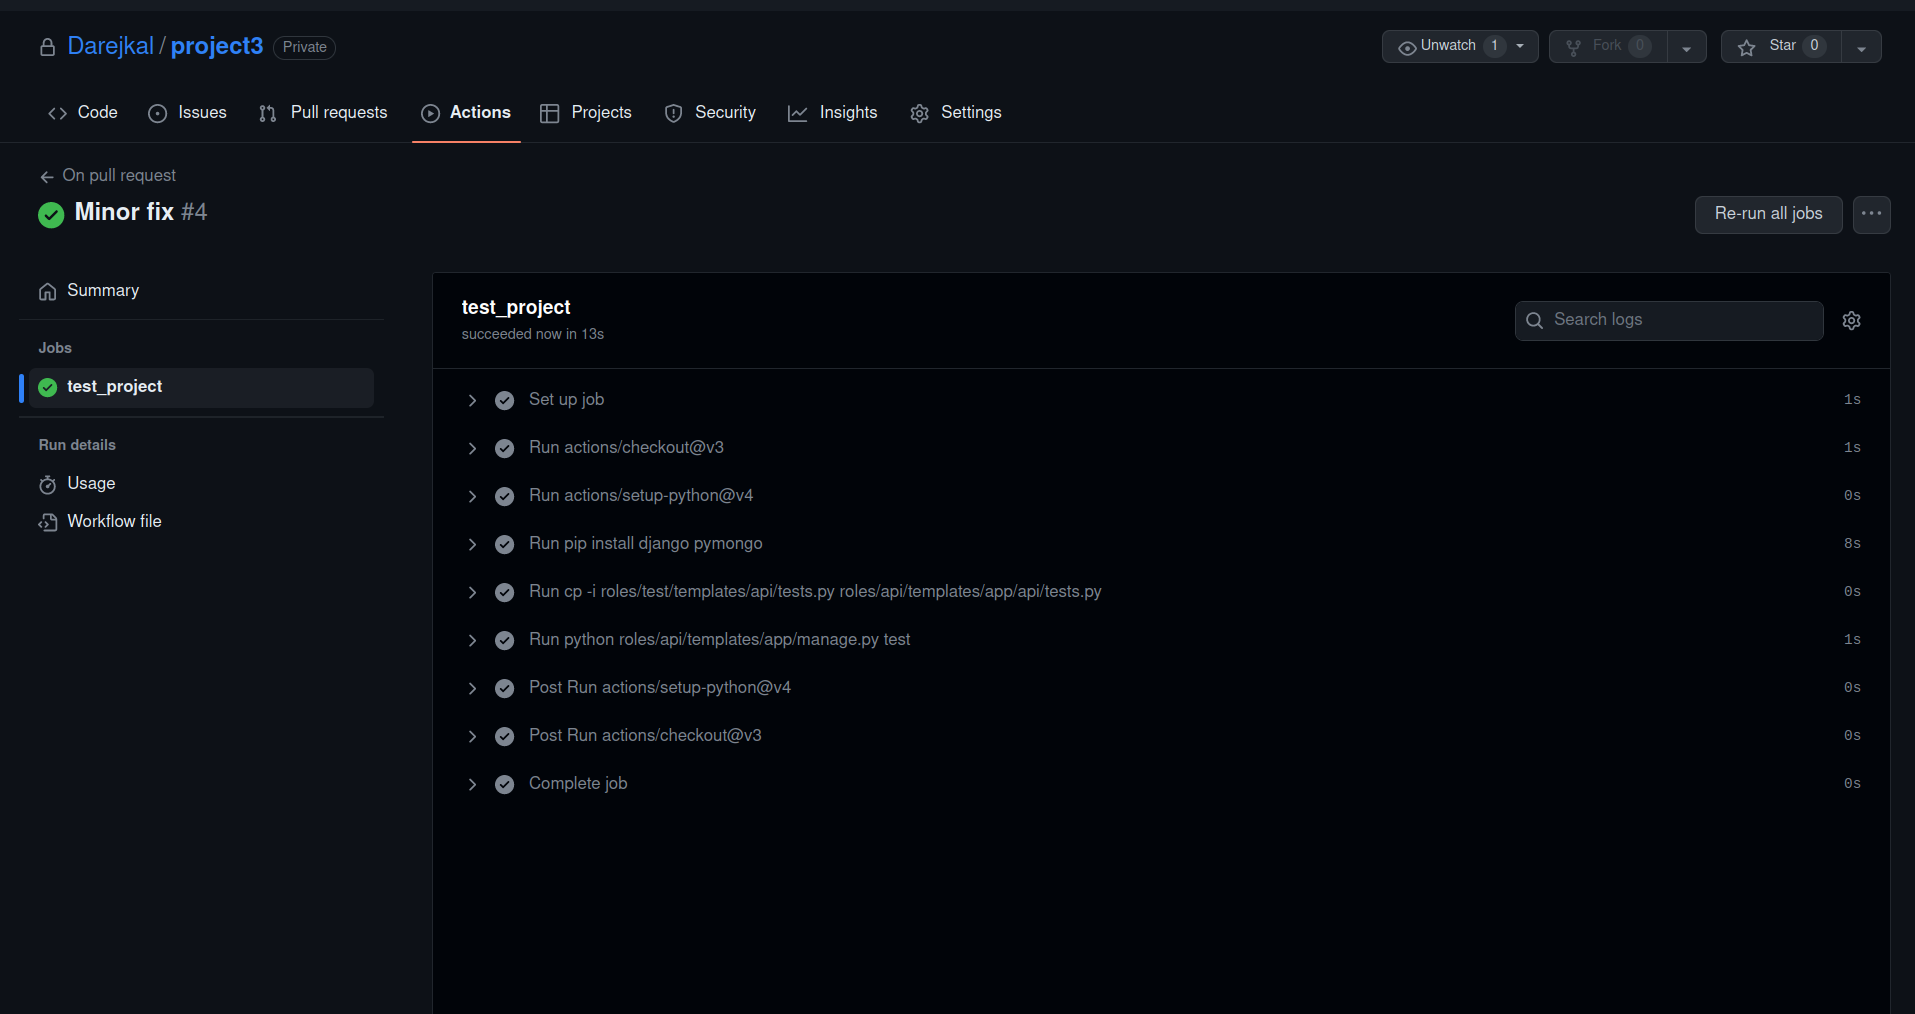 Darejkal / project3 Private
Unwatch 1
Fork 0
Star 0
Code Issues Pull requests Actions Projects Security Insights Settings
On pull request
Minor fix #4
Re-run all jobs
Summary
Jobs
test_project
Run details
Usage
Workflow file
test_project
succeeded now in 13s
Search logs
Set up job 1s
Run actions/checkout@v3 1s
Run actions/setup-python@v4 0s
Run pip install django pymongo 8s
Run cp -i roles/test/templates/api/tests.py roles/api/templates/app/api/tests.py 0s
Run python roles/api/templates/app/manage.py test 1s
Post Run actions/setup-python@v4 0s
Post Run actions/checkout@v3 0s
Complete job 0s